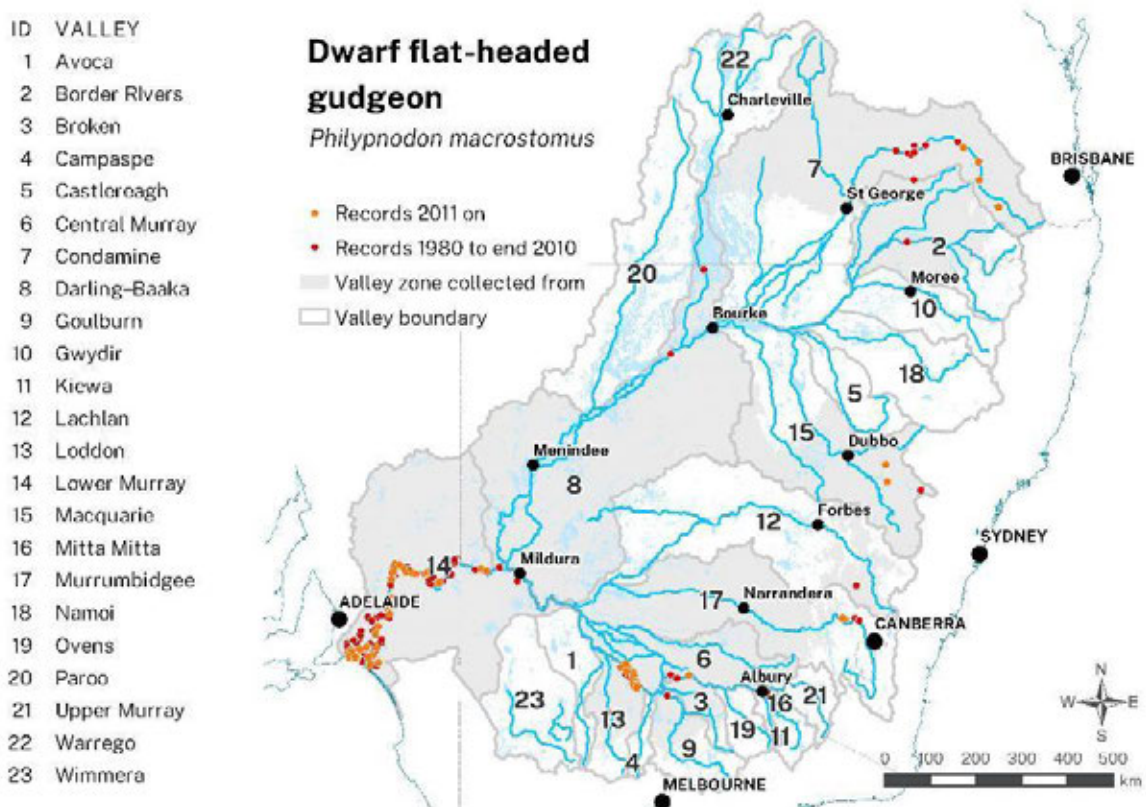 ID VALLEY
1 Avoca
2 Border RIvers
3 Broken
4 Campaspe
5 Castlereagh
6 Central Murray
7 Condamine
8 Darling–Baaka
9 Goulburn
10 Gwydir
11 Kiewa
12 Lachlan
13 Loddon
14 Lower Murray
15 Macquarie
16 Mitta Mitta
17 Murrumbidgee
18 Namoi
19 Ovens
20 Paroo
21 Upper Murray
22 Warrego
23 Wimmera
Dwarf flat-headed
gudgeon
Philypnodon macrostomus
Records 2011 on
Records 1980 to end 2010
Valley zone collected from
Valley boundary
22
Charleville
BRISBANE
7
St George
2
20
Moree
10
Bourke
18
5
15
Dubbo
Menindee
8
12
Forbes
SYDNEY
14
Mildura
ADELAIDE
17
Narrandera
CANBERRA
1
6
Albury
23
13
3
16
21
19
11
9
4
MELBOURNE
N
W E
S
0 100 200 300 400 500
km